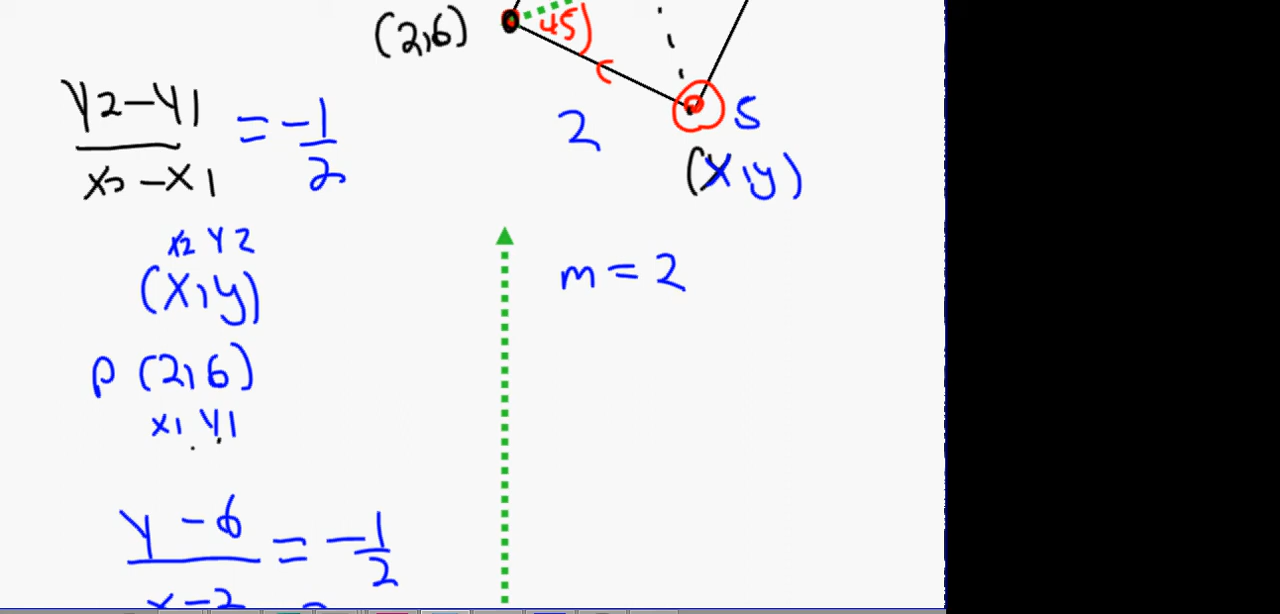 (2,6) 45
y2-y1 / x2-x1 = -1/2
2 S
(x,y)
x2 y2
(x,y)
m = 2
P (2,6)
x1 y1
y-6 / x-2 = -1/2